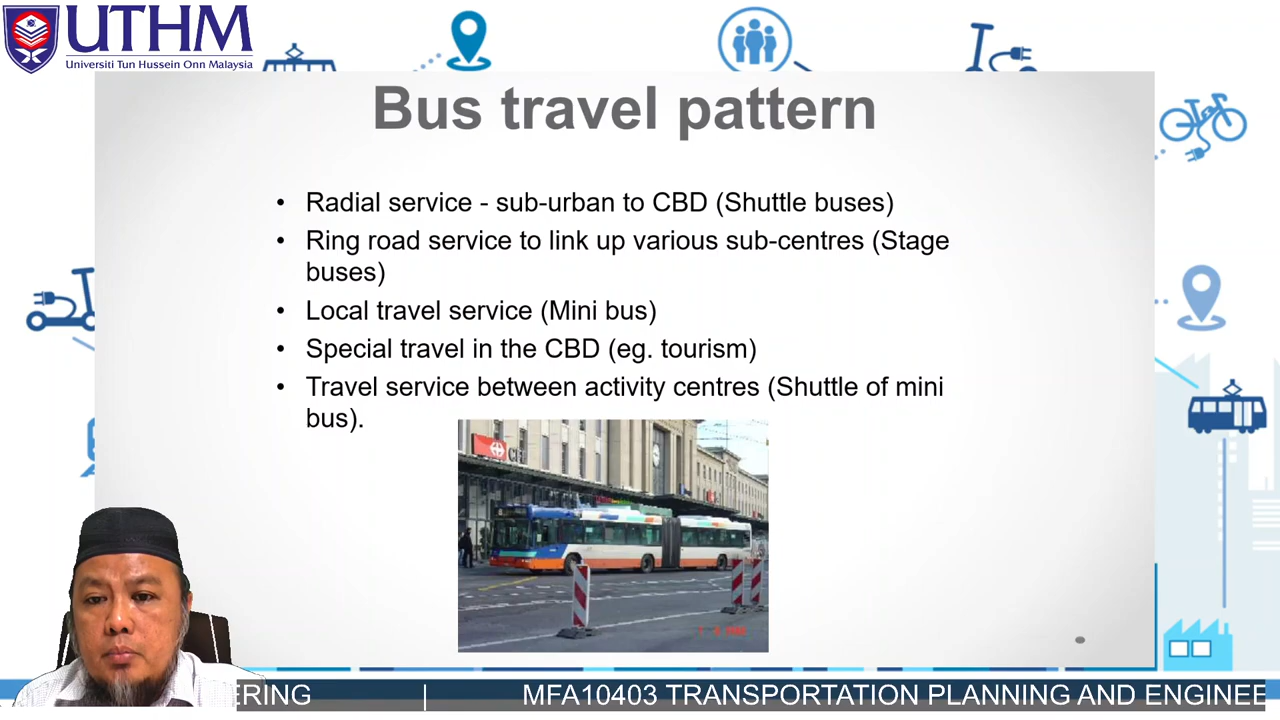 UTHM
Universiti Tun Hussein Onn Malaysia
Bus travel pattern
• Radial service - sub-urban to CBD (Shuttle buses)
• Ring road service to link up various sub-centres (Stage
buses)
• Local travel service (Mini bus)
• Special travel in the CBD (eg. tourism)
• Travel service between activity centres (Shuttle of mini
bus).
ERING | MFA10403 TRANSPORTATION PLANNING AND ENGINEE